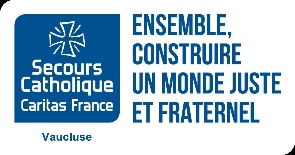 Secours
Catholique
Caritas France
Vaucluse
ENSEMBLE,
CONSTRUIRE
UN MONDE JUSTE
ET FRATERNEL